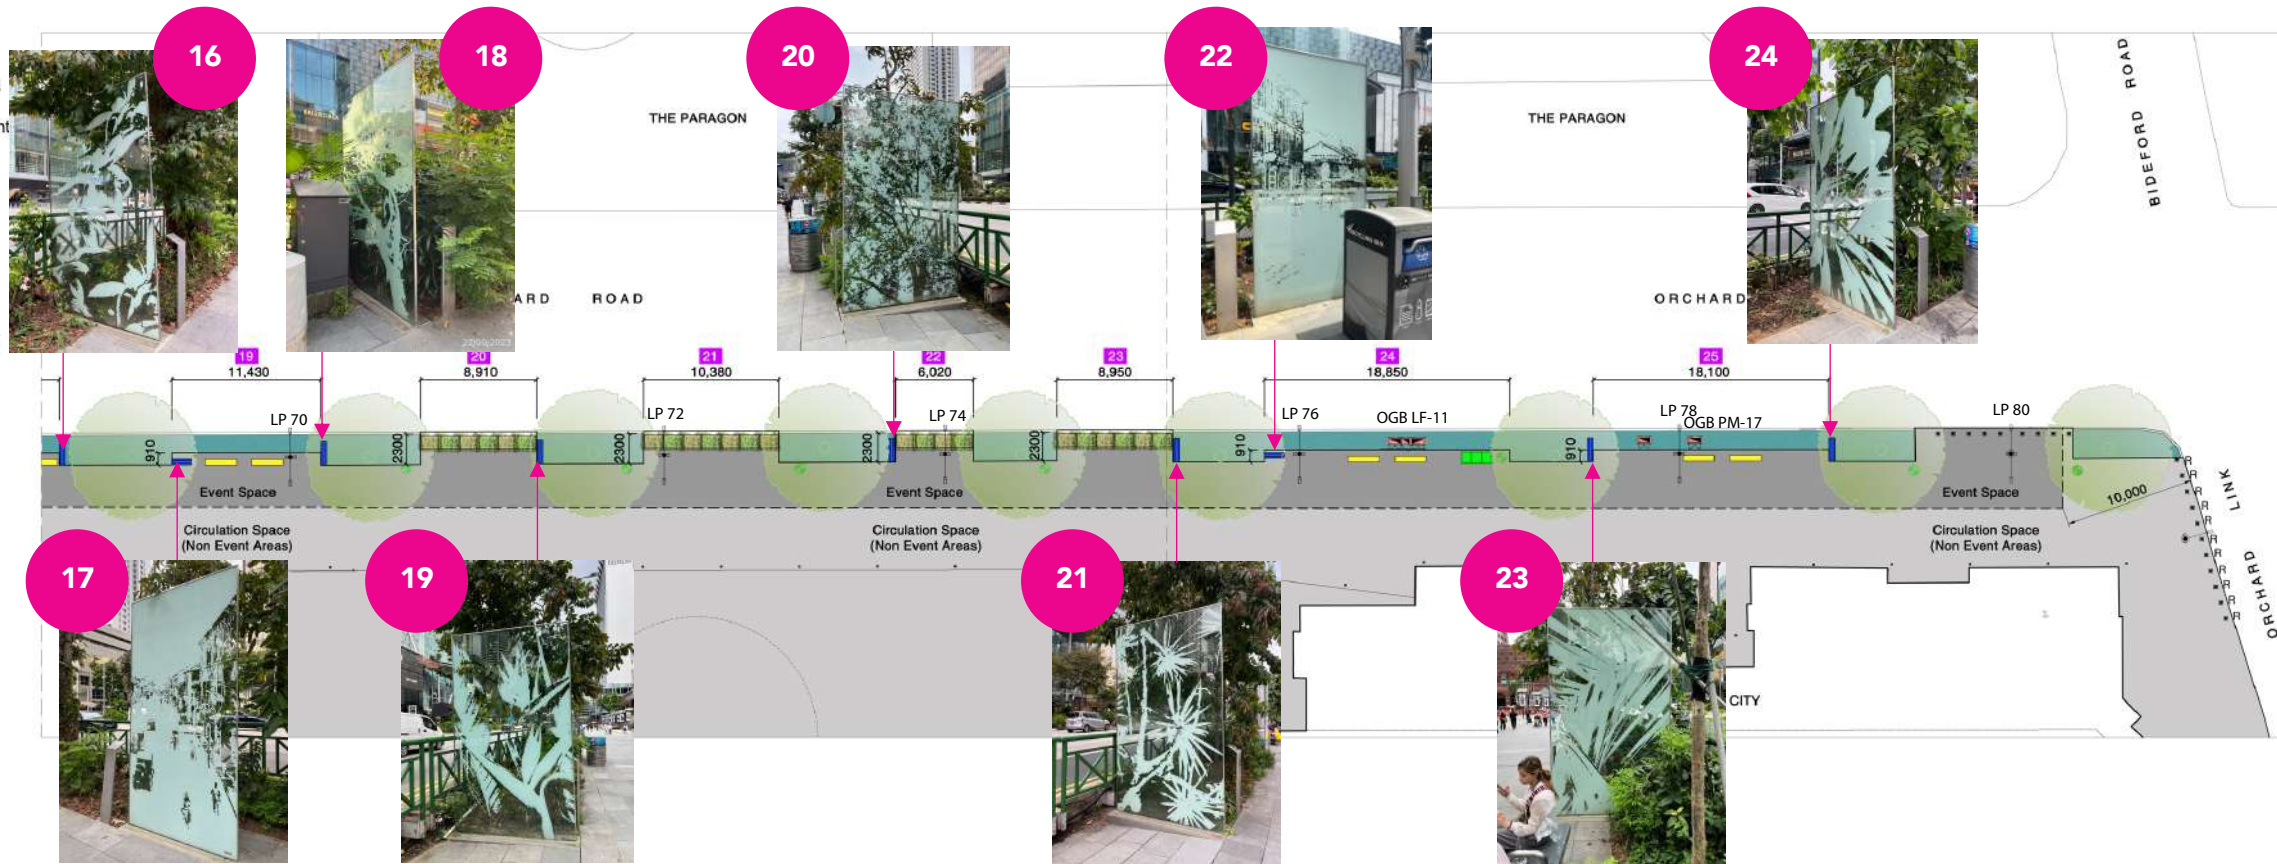 16
18
20
22
24
THE PARAGON
THE PARAGON
BIDEFORD ROAD
ARD ROAD
ORCHARD
22/09/2023
19
20
21
22
23
24
25
11,430
8,910
10,380
6,020
8,950
18,850
18,100
LP 70
LP 72
LP 74
LP 76
OGB LF-11
LP 78
OGB PM-17
LP 80
910
2300
2300
2300
2300
910
910
Event Space
Event Space
Event Space
10,000
Circulation Space
(Non Event Areas)
Circulation Space
(Non Event Areas)
Circulation Space
(Non Event Areas)
R
R
R
R
R
R
R
R
R
R
ORCHARD LINK
17
19
21
23
CITY